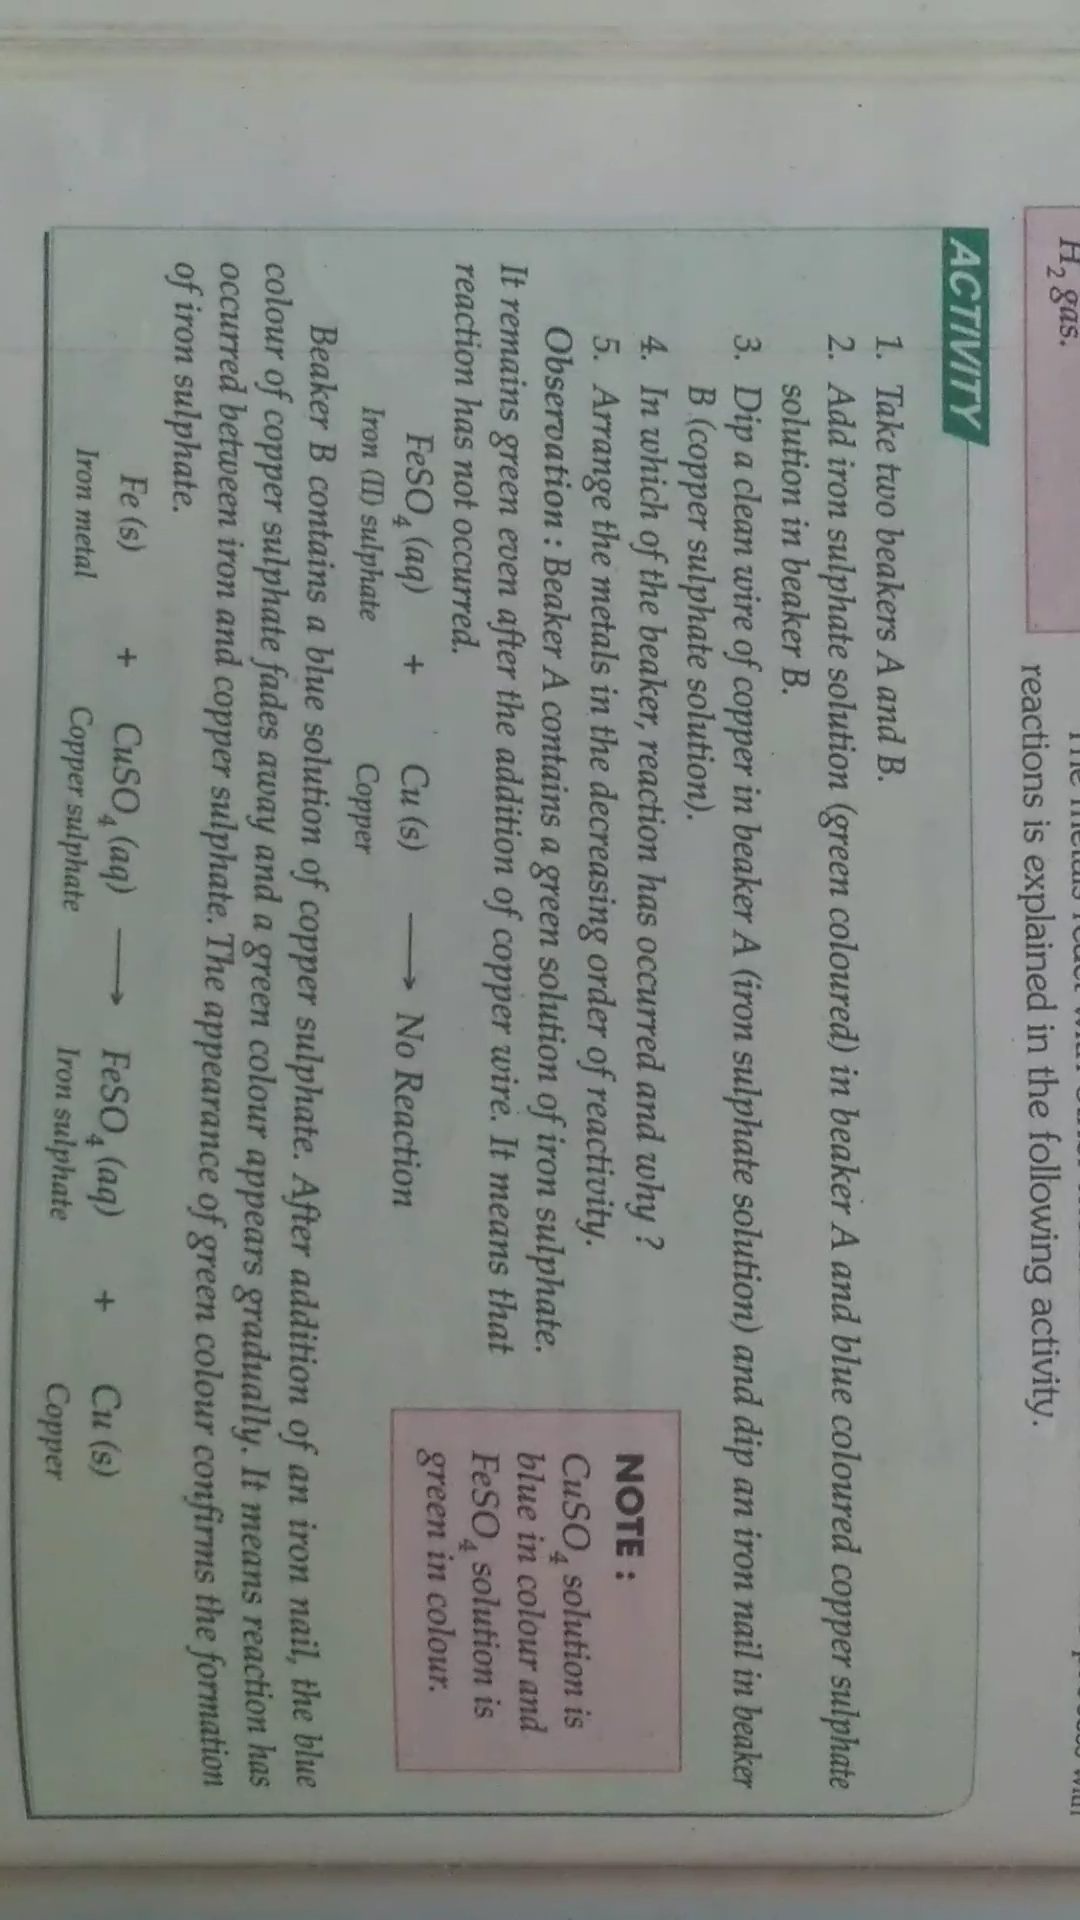 H₂ gas.
reactions is explained in the following activity.
ACTIVITY
1. Take two beakers A and B.
2. Add iron sulphate solution (green coloured) in beaker A and blue coloured copper sulphate
solution in beaker B.
3. Dip a clean wire of copper in beaker A (iron sulphate solution) and dip an iron nail in beaker
B (copper sulphate solution).
4. In which of the beaker, reaction has occurred and why ?
5. Arrange the metals in the decreasing order of reactivity.
Observation : Beaker A contains a green solution of iron sulphate.
It remains green even after the addition of copper wire. It means that
reaction has not occurred.
NOTE :
CuSO₄ solution is
blue in colour and
FeSO₄ solution is
green in colour.
FeSO₄ (aq) + Cu (s) ⟶ No Reaction
Iron (II) sulphate Copper
Beaker B contains a blue solution of copper sulphate. After addition of an iron nail, the blue
colour of copper sulphate fades away and a green colour appears gradually. It means reaction has
occurred between iron and copper sulphate. The appearance of green colour confirms the formation
of iron sulphate.
Fe (s) + CuSO₄ (aq) ⟶ FeSO₄ (aq) + Cu (s)
Iron metal Copper sulphate Iron sulphate Copper